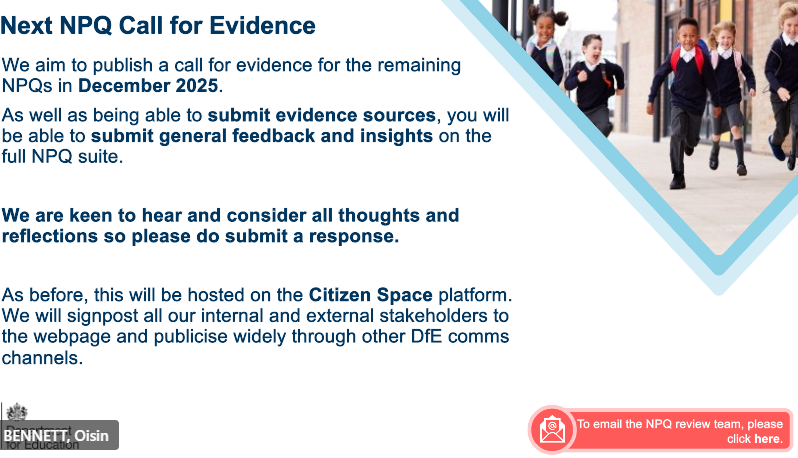 Next NPQ Call for Evidence
We aim to publish a call for evidence for the remaining
NPQs in December 2025.
As well as being able to submit evidence sources, you will
be able to submit general feedback and insights on the
full NPQ suite.
We are keen to hear and consider all thoughts and
reflections so please do submit a response.
As before, this will be hosted on the Citizen Space platform.
We will signpost all our internal and external stakeholders to
the webpage and publicise widely through other DfE comms
channels.
Department
for Education
BENNETT, Oisin
To email the NPQ review team, please
click here.